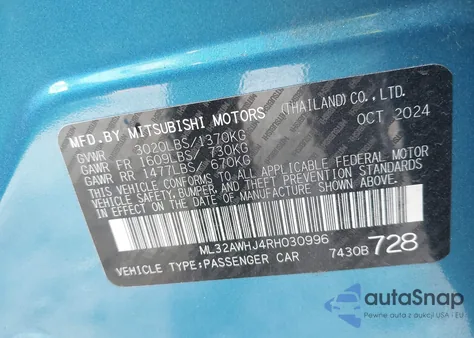 MFD.BY MITSUBISHI MOTORS (THAILAND) CO.,LTD.
OCT 2024
GVWR 3020LBS/1370KG
GAWR FR 1609LBS/ 730KG
GAWR RR 1477LBS/ 670KG
THIS VEHICLE CONFORMS TO ALL APPLICABLE FEDERAL MOTOR
VEHICLE SAFETY, BUMPER, AND THEFT PREVENTION STANDARDS
IN EFFECT ON THE DATE OF MANUFACTURE SHOWN ABOVE.
ML32AWHJ4RH030996
VEHICLE TYPE:PASSENGER CAR 7430B 728
autoSnap
Pewne auta z aukcji USA i EU